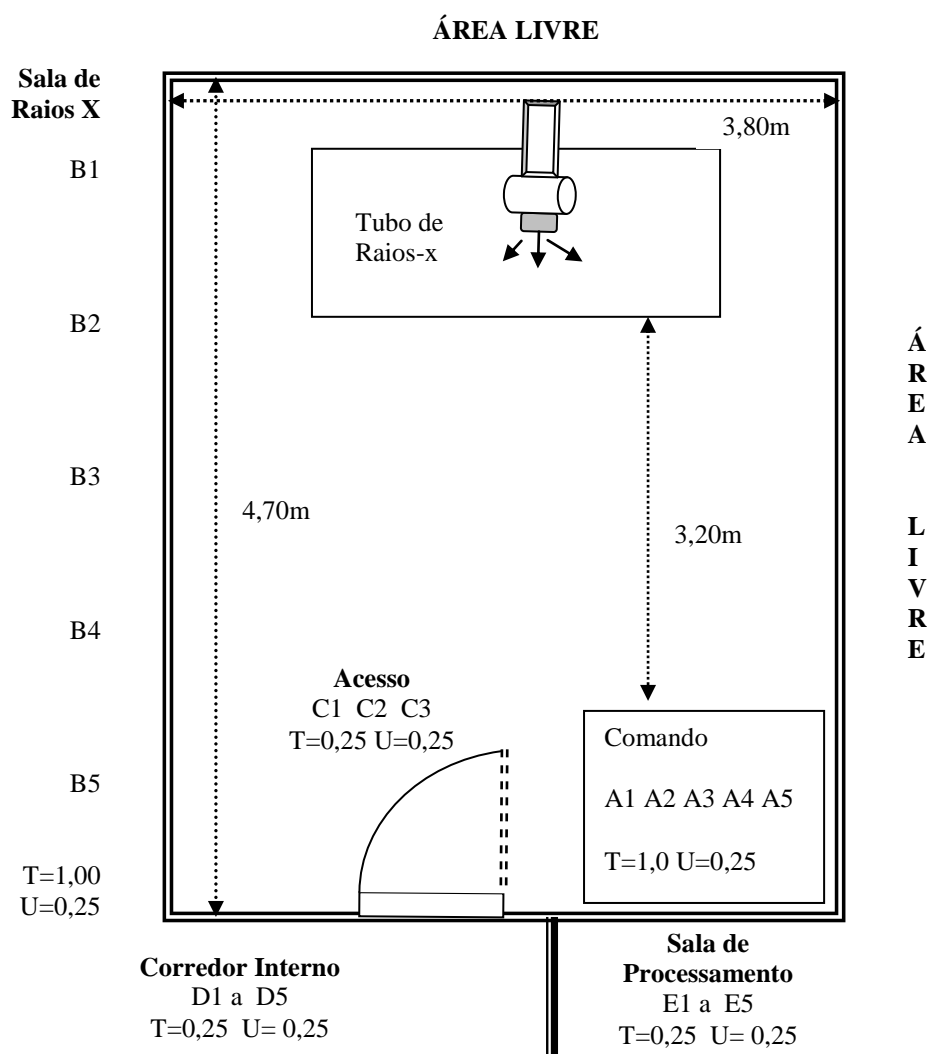 ÁREA LIVRE
Sala de
Raios X
3,80m
B1
Tubo de
Raios-x
B2
Á
R
E
A
L
I
V
R
E
B3
4,70m
3,20m
B4
Acesso
C1 C2 C3
T=0,25 U=0,25
Comando
A1 A2 A3 A4 A5
T=1,0 U=0,25
B5
T=1,00
U=0,25
Corredor Interno
D1 a D5
T=0,25 U= 0,25
Sala de
Processamento
E1 a E5
T=0,25 U= 0,25